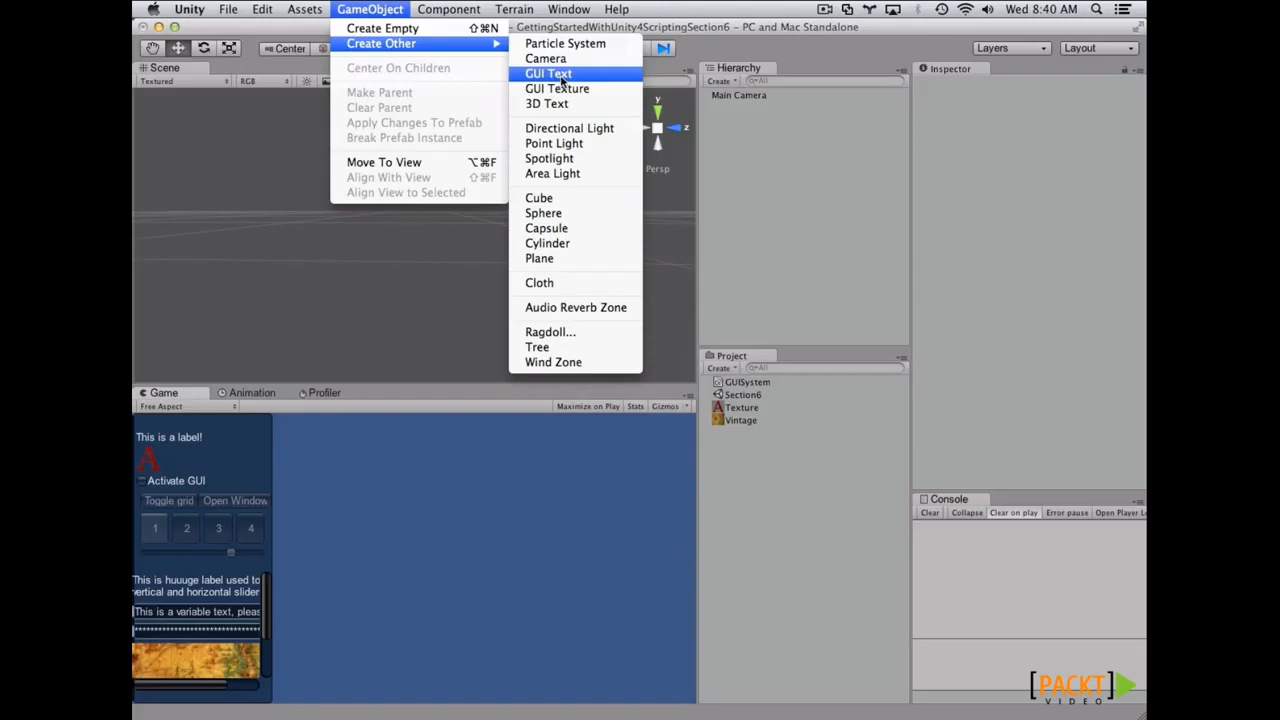 Unity File Edit Assets GameObject Component Terrain Window Help Wed 8:40 AM
- GettingStartedWithUnity4ScriptingSection6 - PC and Mac Standalone
Create Empty ⇧⌘N
Create Other
Center On Children
Make Parent
Clear Parent
Apply Changes To Prefab
Break Prefab Instance
Move To View ⌥⌘F
Align With View ⇧⌘F
Align View to Selected
Particle System
Camera
GUI Text
GUI Texture
3D Text
Directional Light
Point Light
Spotlight
Area Light
Cube
Sphere
Capsule
Cylinder
Plane
Cloth
Audio Reverb Zone
Ragdoll...
Tree
Wind Zone
Center
Layers
Layout
Scene
Textured
RGB
All
y
z
Persp
Hierarchy
Create
All
Main Camera
Inspector
Project
Create
All
GUISystem
Section6
Texture
Vintage
Game
Animation
Profiler
Free Aspect
Maximize on Play
Stats
Gizmos
This is a label!
A
Activate GUI
Toggle grid
Open Window
1
2
3
4
This is huuuge label used to
vertical and horizontal slider
This is a variable text, pleas
Console
Clear
Collapse
Clear on play
Error pause
Open Player L
[PACKT]
VIDEO